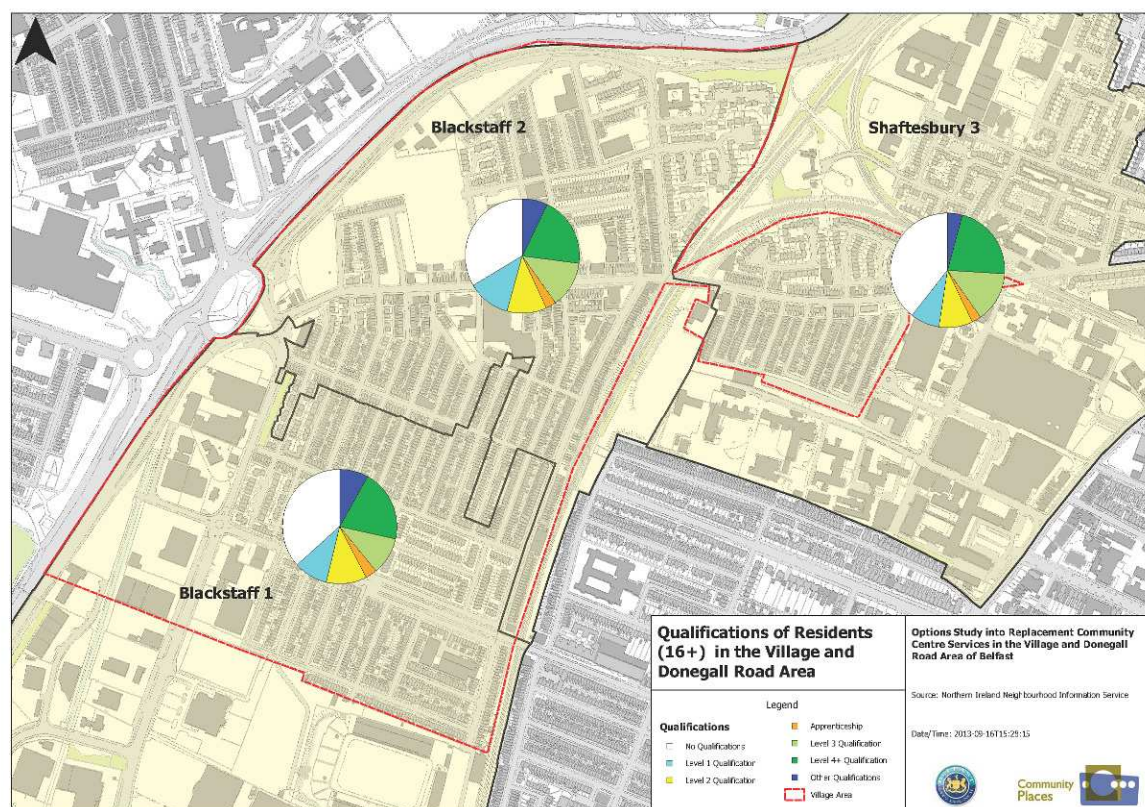 Blackstaff 2
Shaftesbury 3
Blackstaff 1
Qualifications of Residents
(16+) in the Village and
Donegall Road Area
Legend
Qualifications
No Qualifications
Level 1 Qualification
Level 2 Qualification
Apprenticeship
Level 3 Qualification
Level 4+ Qualification
Other Qualifications
Village Area
Options Study into Replacement Community
Centre Services in the Village and Donegall
Road Area of Belfast
Source: Northern Ireland Neighbourhood Information Service
Date/Time: 2013-09-16T15:29:15
Community
Places